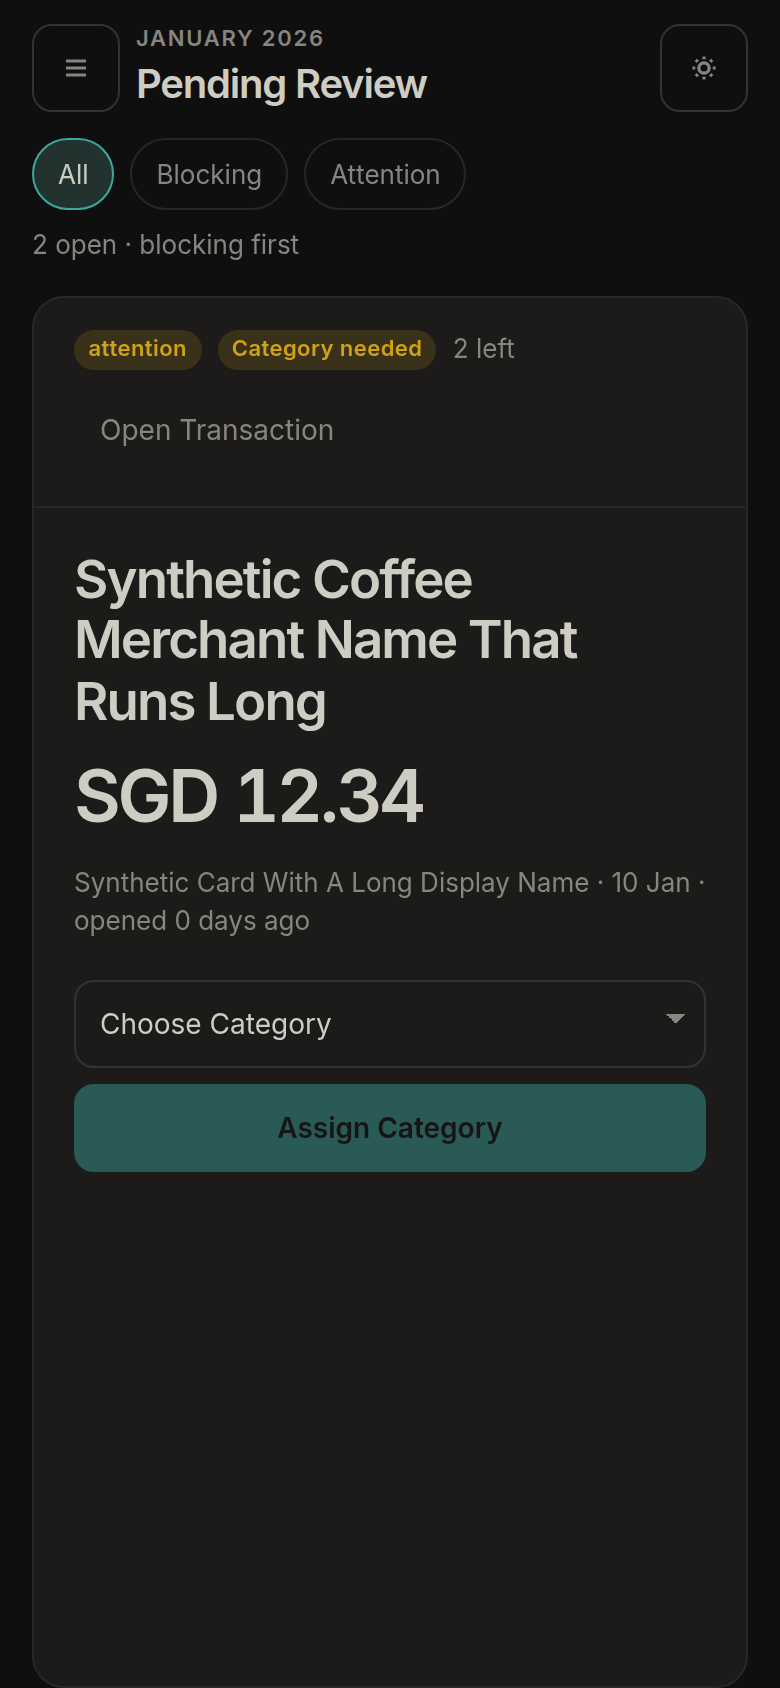 JANUARY 2026
Pending Review
All
Blocking
Attention
2 open · blocking first
attention
Category needed
2 left
Open Transaction
Synthetic Coffee
Merchant Name That
Runs Long
SGD 12.34
Synthetic Card With A Long Display Name · 10 Jan ·
opened 0 days ago
Choose Category
Assign Category